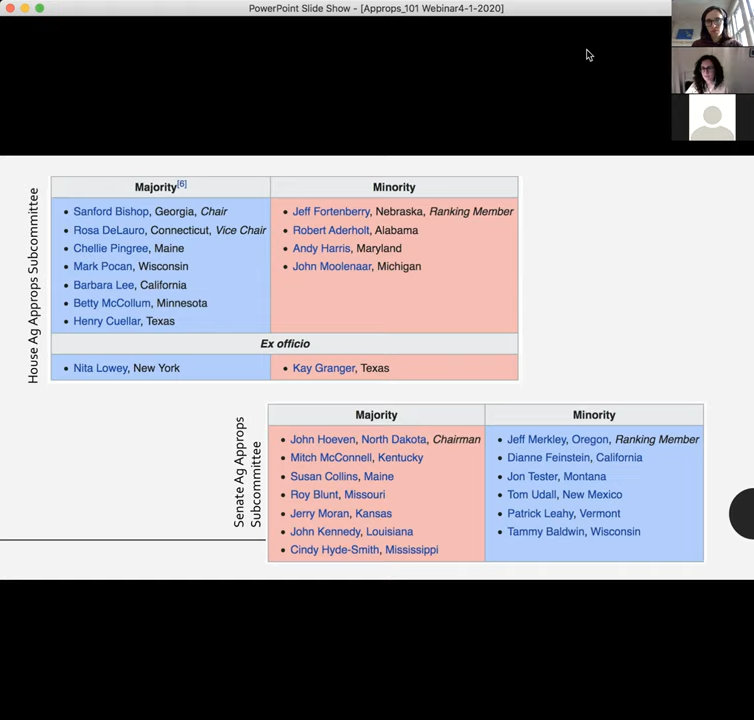 PowerPoint Slide Show - [Approps_101 Webinar4-1-2020]
House Ag Approps Subcommittee
Majority[6]
Minority
Sanford Bishop, Georgia, Chair
Rosa DeLauro, Connecticut, Vice Chair
Chellie Pingree, Maine
Mark Pocan, Wisconsin
Barbara Lee, California
Betty McCollum, Minnesota
Henry Cuellar, Texas
Jeff Fortenberry, Nebraska, Ranking Member
Robert Aderholt, Alabama
Andy Harris, Maryland
John Moolenaar, Michigan
Ex officio
Nita Lowey, New York
Kay Granger, Texas
Senate Ag Approps
Subcommittee
Majority
Minority
John Hoeven, North Dakota, Chairman
Mitch McConnell, Kentucky
Susan Collins, Maine
Roy Blunt, Missouri
Jerry Moran, Kansas
John Kennedy, Louisiana
Cindy Hyde-Smith, Mississippi
Jeff Merkley, Oregon, Ranking Member
Dianne Feinstein, California
Jon Tester, Montana
Tom Udall, New Mexico
Patrick Leahy, Vermont
Tammy Baldwin, Wisconsin